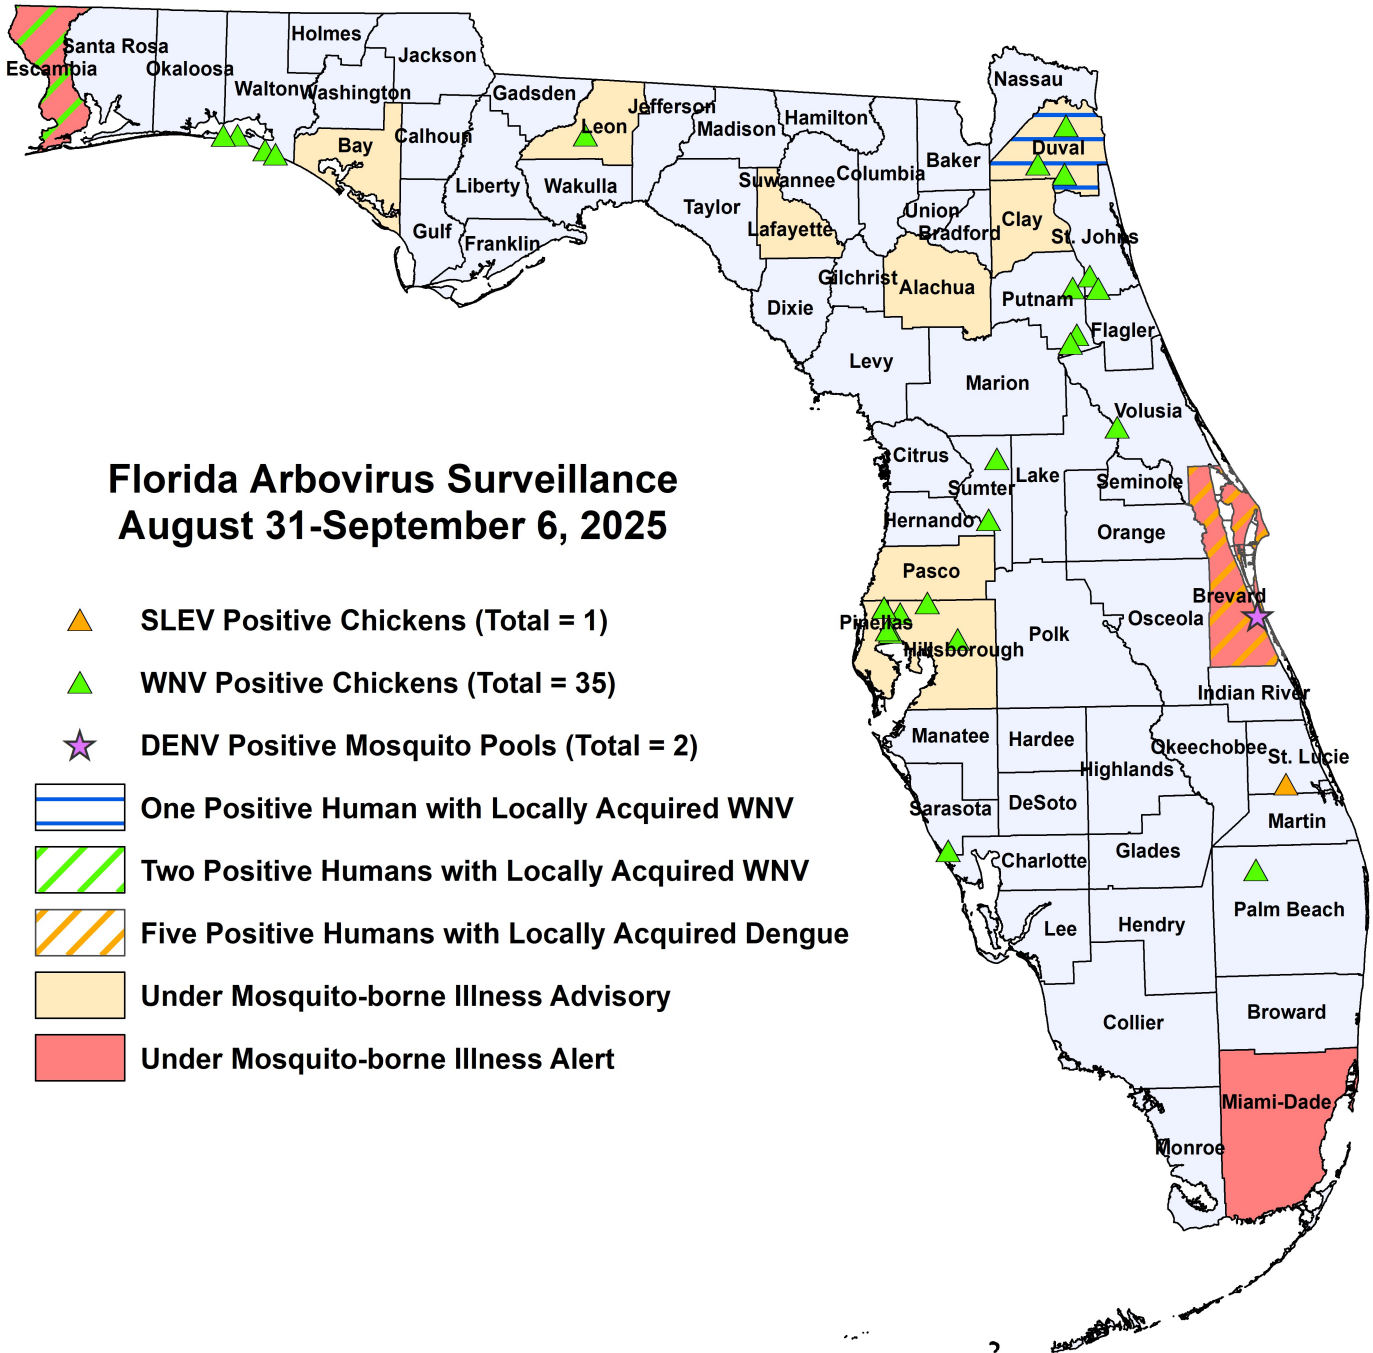 Holmes
Jackson
Santa Rosa
Escambia
Okaloosa
Walton
Washington
Gadsden
Leon
Jefferson
Madison
Hamilton
Nassau
Bay
Calhoun
Liberty
Wakulla
Suwannee
Columbia
Baker
Duval
Taylor
Lafayette
Union
Bradford
Clay
St. Johns
Gulf
Franklin
Gilchrist
Alachua
Putnam
Dixie
Flagler
Levy
Marion
Volusia
Citrus
Sumter
Lake
Seminole
Hernando
Orange
Pasco
Brevard
Pinellas
Hillsborough
Polk
Osceola
Indian River
Manatee
Hardee
Okeechobee
St. Lucie
Highlands
Sarasota
DeSoto
Martin
Charlotte
Glades
Palm Beach
Lee
Hendry
Collier
Broward
Miami-Dade
Monroe
Florida Arbovirus Surveillance
August 31-September 6, 2025
SLEV Positive Chickens (Total = 1)
WNV Positive Chickens (Total = 35)
DENV Positive Mosquito Pools (Total = 2)
One Positive Human with Locally Acquired WNV
Two Positive Humans with Locally Acquired WNV
Five Positive Humans with Locally Acquired Dengue
Under Mosquito-borne Illness Advisory
Under Mosquito-borne Illness Alert